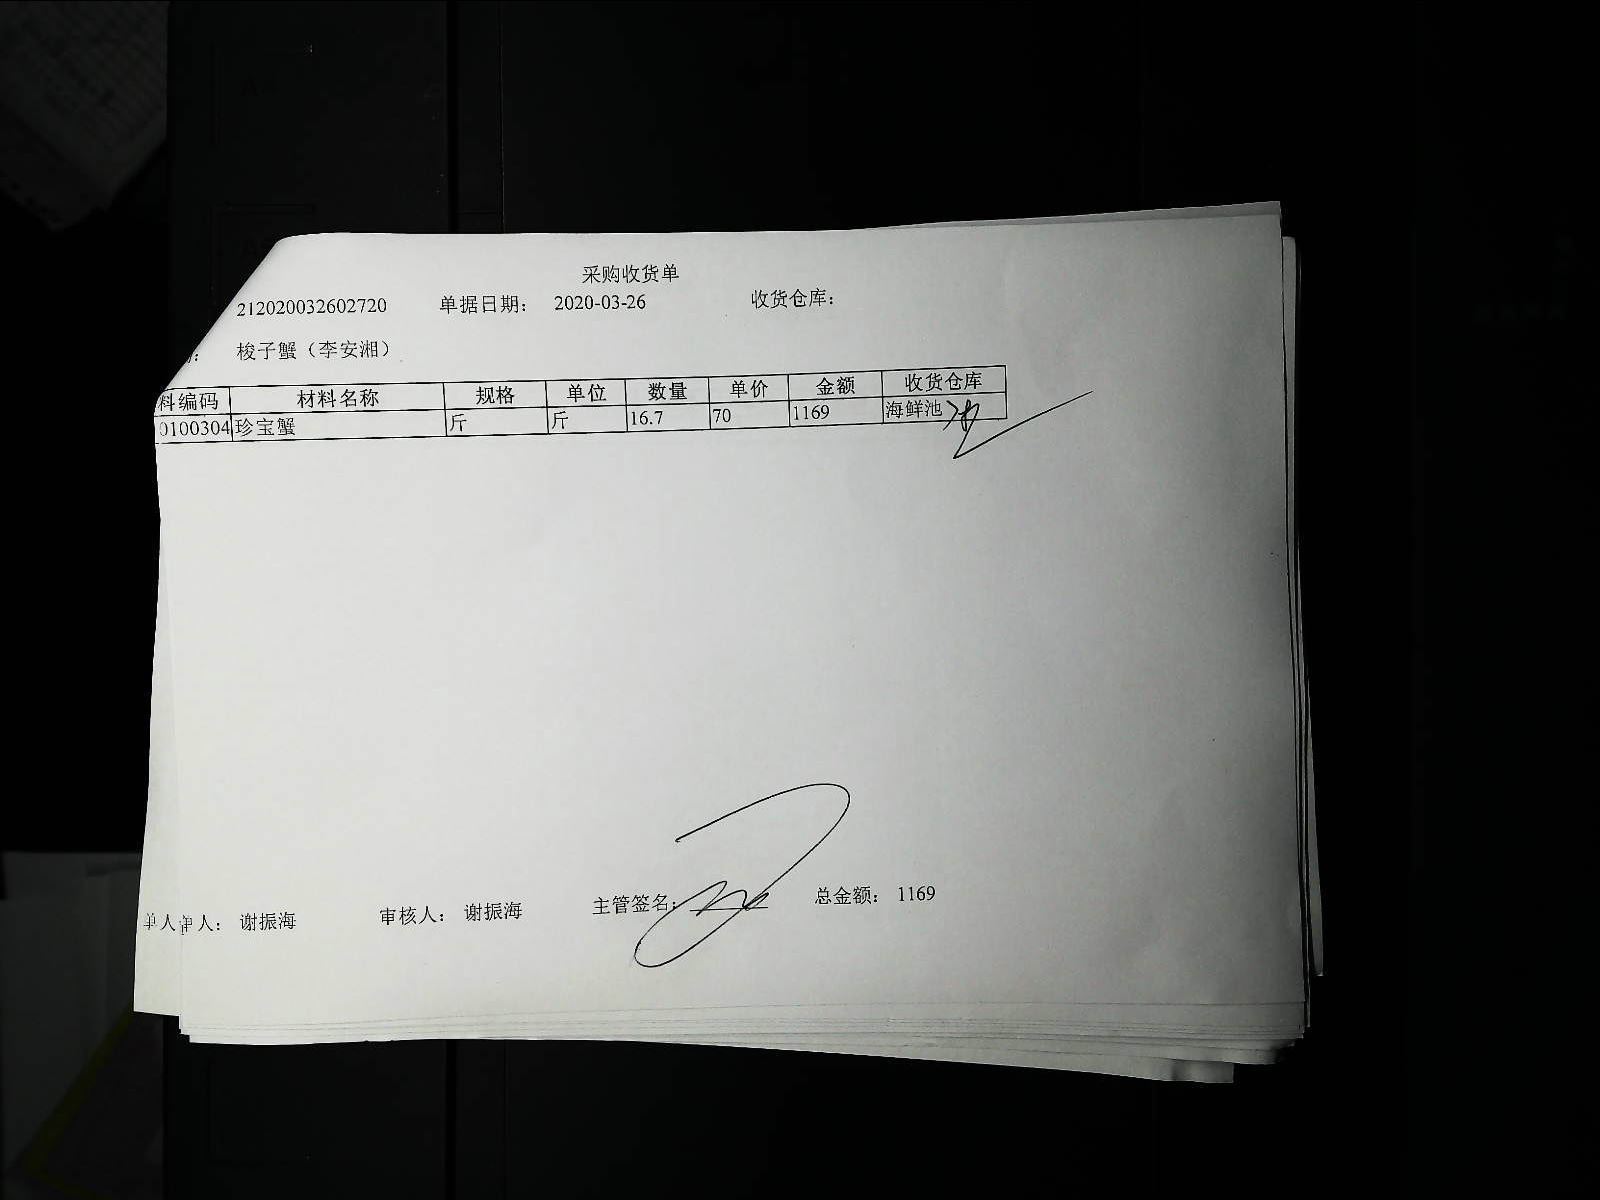 采购收货单
212020032602720 单据日期： 2020-03-26 收货仓库：
： 梭子蟹（李安湘）
料编码 材料名称 规格 单位 数量 单价 金额 收货仓库
0100304 珍宝蟹 斤 斤 16.7 70 1169 海鲜池
单人 单人： 谢振海 审核人： 谢振海 主管签名： 总金额： 1169